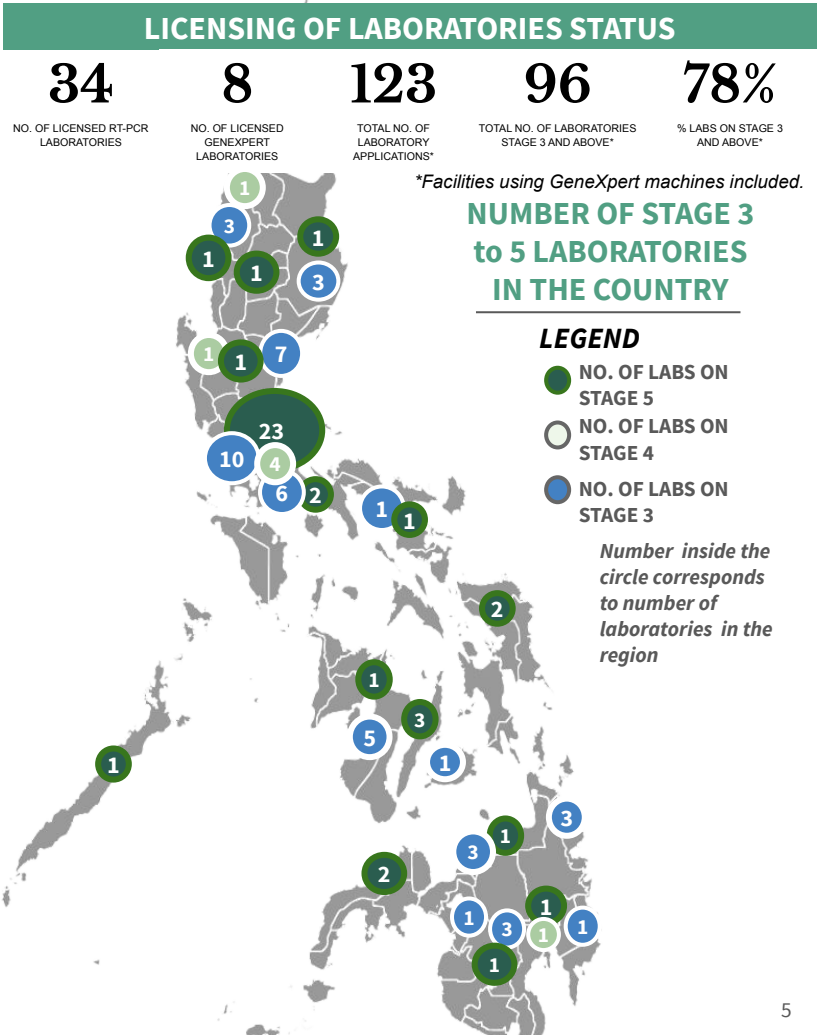 LICENSING OF LABORATORIES STATUS
34
NO. OF LICENSED RT-PCR
LABORATORIES
8
NO. OF LICENSED
GENEXPERT
LABORATORIES
123
TOTAL NO. OF
LABORATORY
APPLICATIONS*
96
TOTAL NO. OF LABORATORIES
STAGE 3 AND ABOVE*
78%
% LABS ON STAGE 3
AND ABOVE*
*Facilities using GeneXpert machines included.
NUMBER OF STAGE 3
to 5 LABORATORIES
IN THE COUNTRY
LEGEND
NO. OF LABS ON
STAGE 5
NO. OF LABS ON
STAGE 4
NO. OF LABS ON
STAGE 3
Number inside the
circle corresponds
to number of
laboratories in the
region
1
3
1
1
1
3
1
1
7
23
10
4
6
2
1
1
2
1
3
5
1
1
3
1
3
2
1
1
3
1
1
1
5